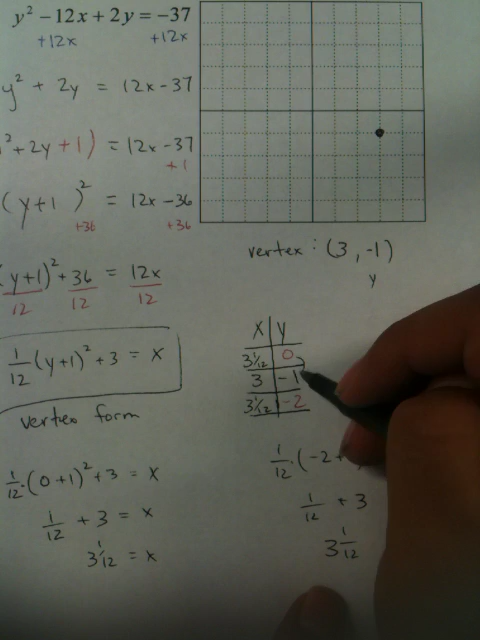 y² − 12x + 2y = −37
+12x +12x
y² + 2y = 12x - 37
² + 2y + 1) = 12x - 37
+1
(y+1 )² = 12x - 36
+36 +36
(y+1)² + 36 = 12x
12 12 12
1/12 (y+1)² + 3 = x
vertex form
1/12 · (0+1)² + 3 = x
1/12 + 3 = x
3 1/12 = x
vertex : (3, -1)
y
x y
3 1/12 0
3 -1
3 1/12 -2
1/12 · (-2 +
1/12 + 3
3 1/12